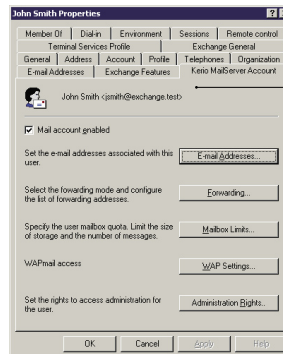 John Smith Properties
Member Of Dial-in Environment Sessions Remote control
Terminal Services Profile Exchange General
General Address Account Profile Telephones Organization
E-mail Addresses Exchange Features Kerio MailServer Account
John Smith <jsmith@exchange.test>
Mail account enabled
Set the e-mail addresses associated with this
user.
E-mail Addresses...
Select the fowarding mode and configure
the list of forwarding addresses.
Forwarding...
Specify the user mailbox quota. Limit the size
of storage and the number of messages.
Mailbox Limits...
WAPmail access
WAP Settings...
Set the rights to access administration for
the user.
Administration Rights..
OK Cancel Apply Help